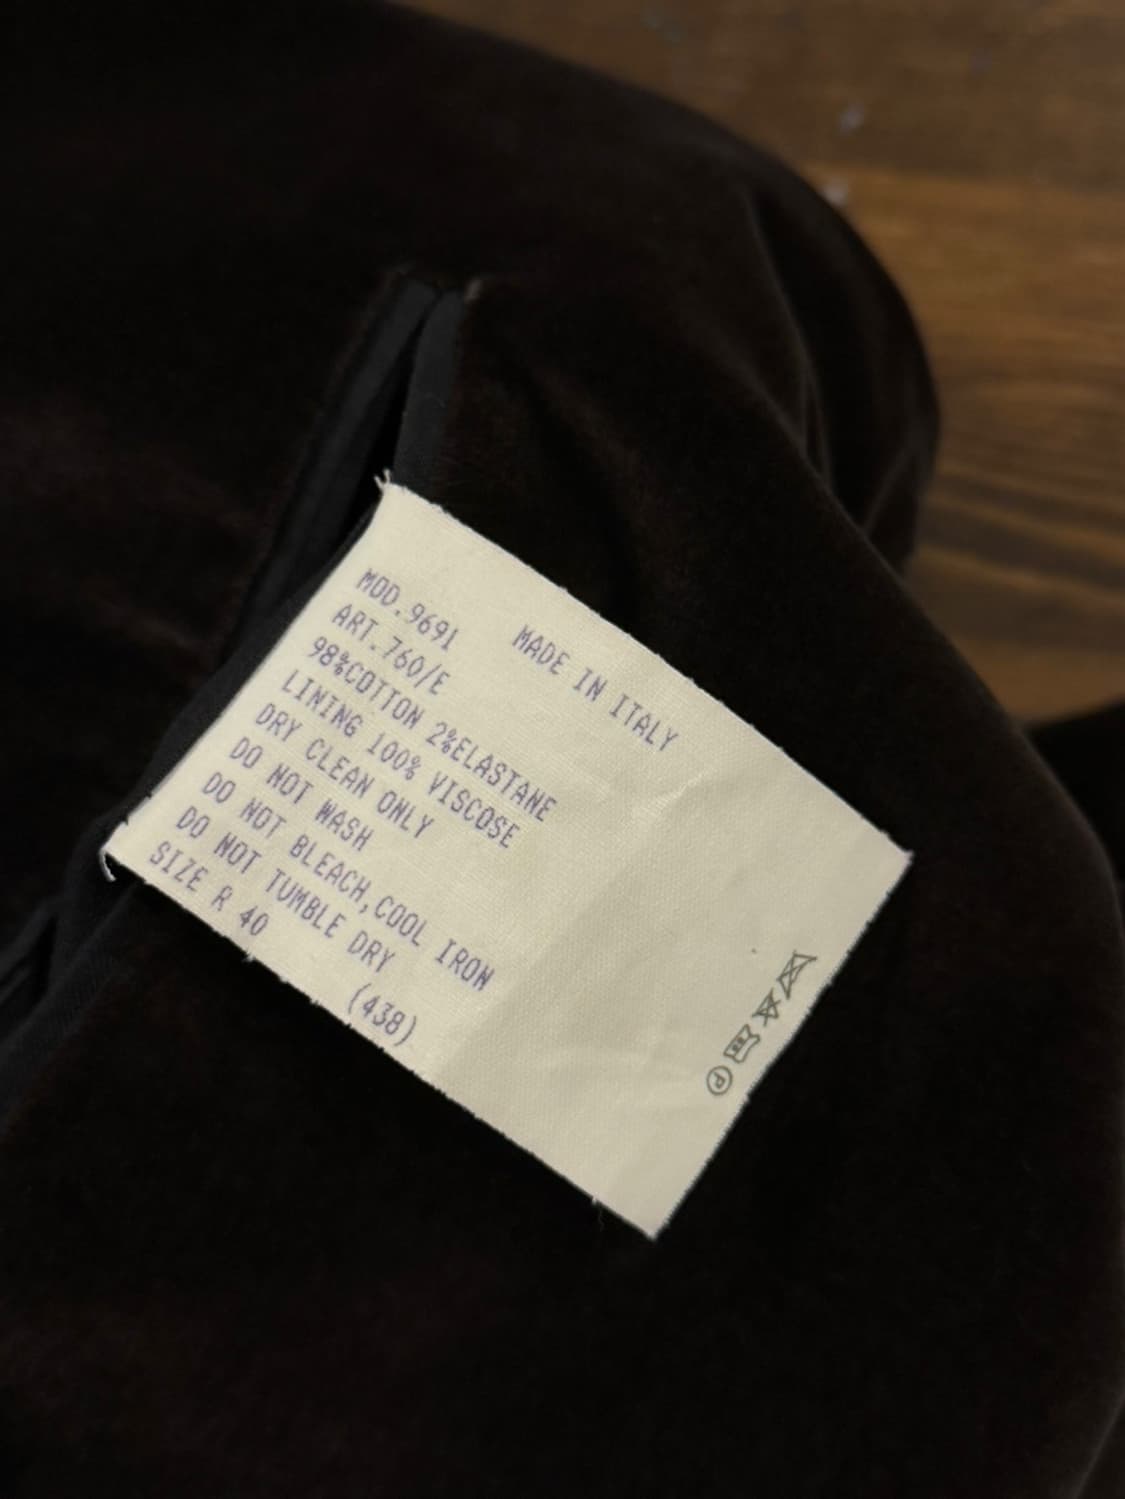 MOD.9691 MADE IN ITALY
ART.760/E
98%COTTON 2%ELASTANE
LINING 100% VISCOSE
DRY CLEAN ONLY
DO NOT WASH
DO NOT BLEACH,COOL IRON
DO NOT TUMBLE DRY
SIZE R 40
(438)
P